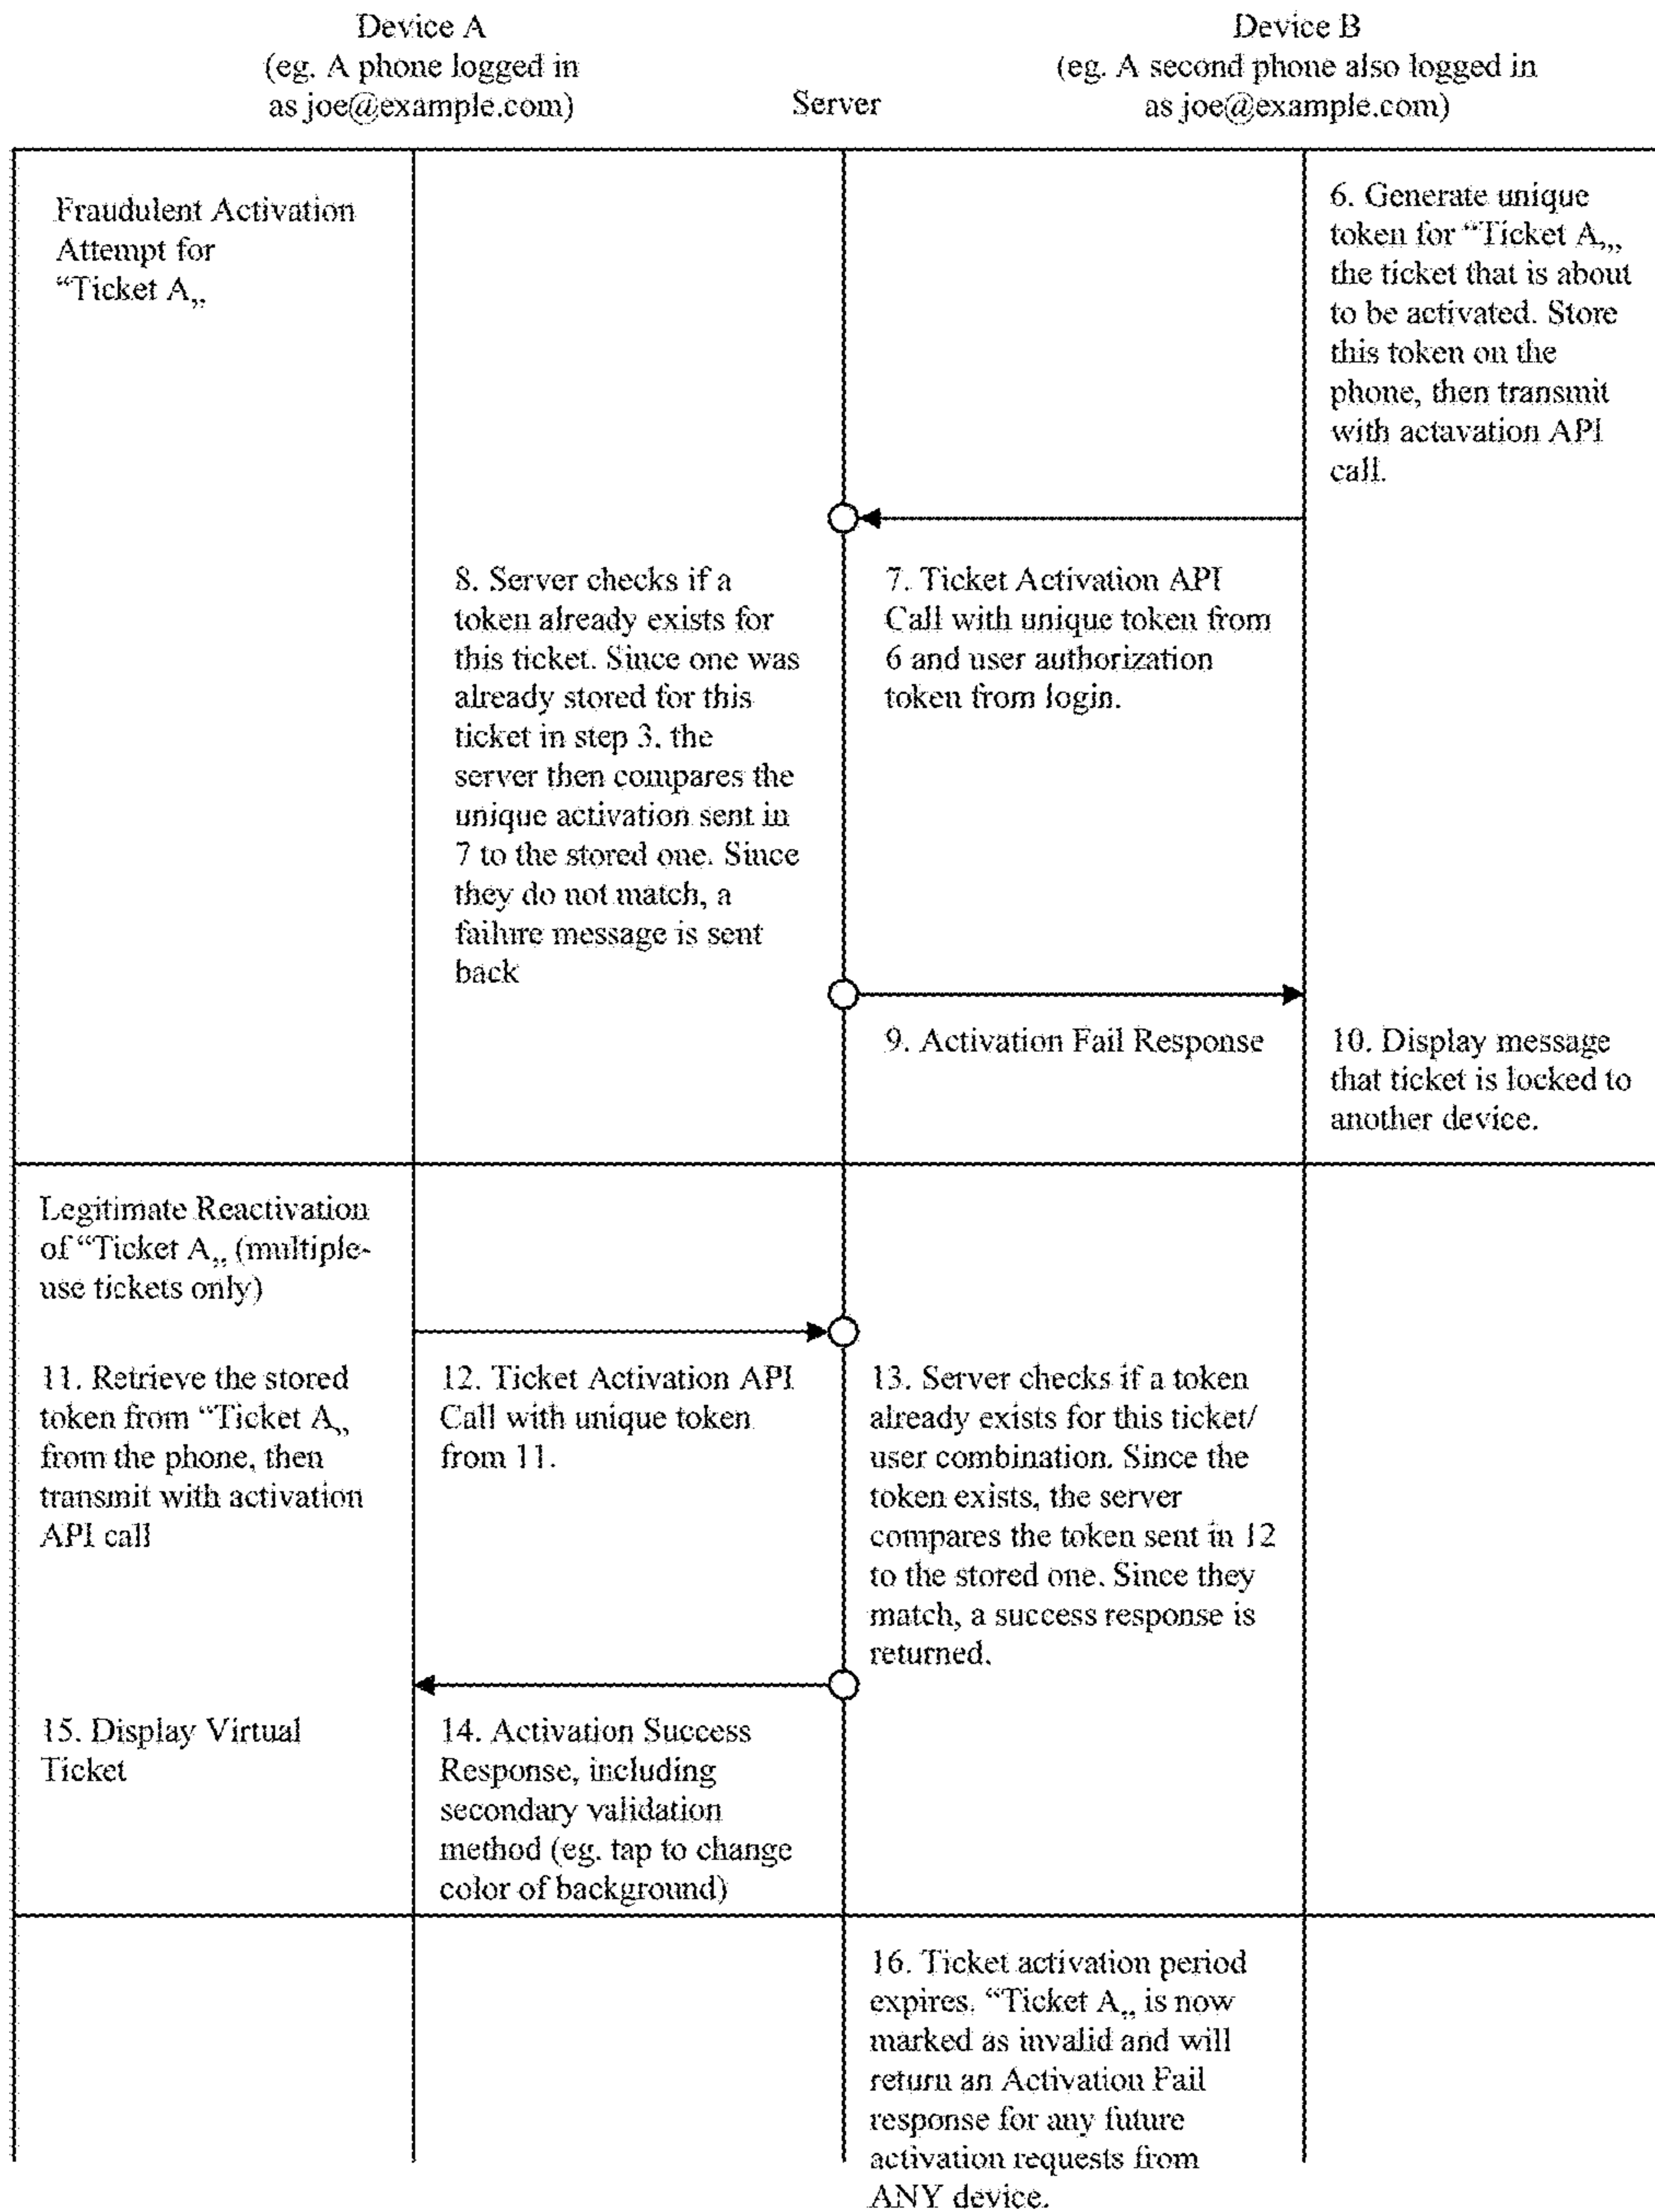 Device A
(eg. A phone logged in
as joe@example.com)
Server
Device B
(eg. A second phone also logged in
as joe@example.com)
Fraudulent Activation
Attempt for
“Ticket A„
6. Generate unique
token for “Ticket A„,
the ticket that is about
to be activated. Store
this token on the
phone, then transmit
with actavation API
call.
8. Server checks if a
token already exists for
this ticket. Since one was
already stored for this
ticket in step 3, the
server then compares the
unique activation sent in
7 to the stored one. Since
they do not match, a
failure message is sent
back
7. Ticket Activation API
Call with unique token from
6 and user authorization
token from login.
9. Activation Fail Response
10. Display message
that ticket is locked to
another device.
Legitimate Reactivation
of “Ticket A„ (multiple-
use tickets only)
11. Retrieve the stored
token from “Ticket A„
from the phone, then
transmit with activation
API call
12. Ticket Activation API
Call with unique token
from 11.
13. Server checks if a token
already exists for this ticket/
user combination. Since the
token exists, the server
compares the token sent in 12
to the stored one. Since they
match, a success response is
returned.
15. Display Virtual
Ticket
14. Activation Success
Response, including
secondary validation
method (eg. tap to change
color of background)
16. Ticket activation period
expires. “Ticket A„ is now
marked as invalid and will
return an Activation Fail
response for any future
activation requests from
ANY device.